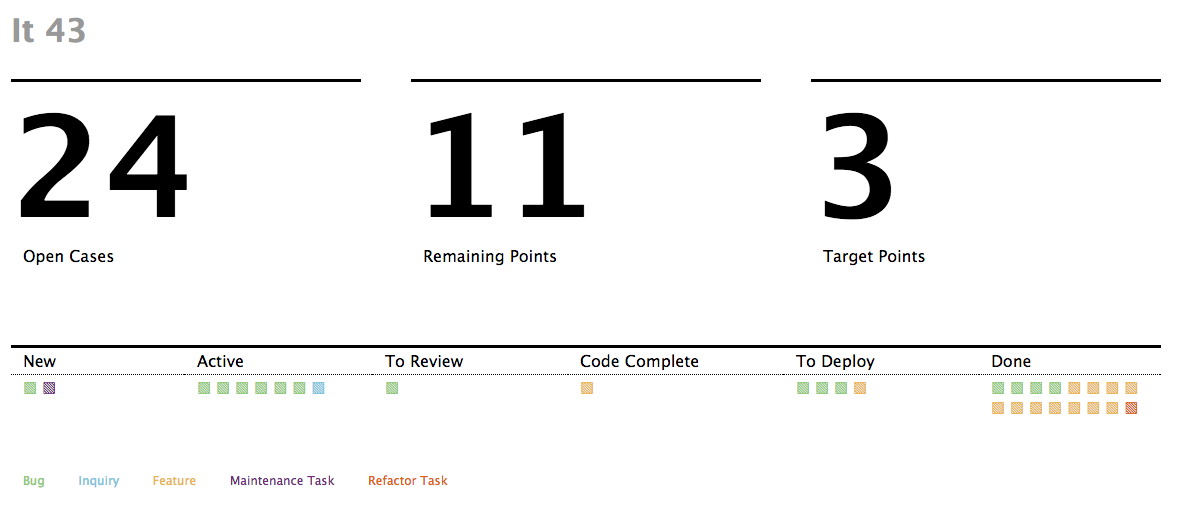 It 43
24 11 3
Open Cases Remaining Points Target Points
New Active To Review Code Complete To Deploy Done
Bug Inquiry Feature Maintenance Task Refactor Task